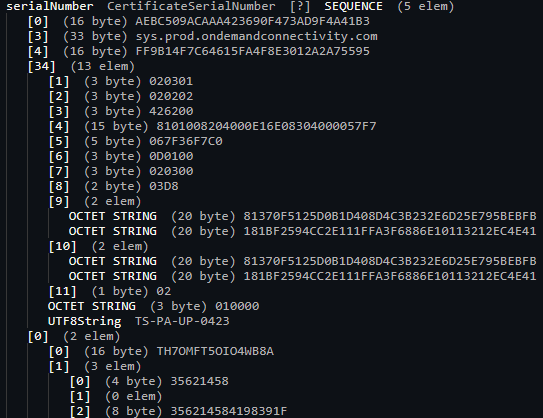 serialNumber CertificateSerialNumber [?] SEQUENCE (5 elem)
[0] (16 byte) AEBC509ACAAA423690F473AD9F4A41B3
[3] (33 byte) sys.prod.ondemandconnectivity.com
[4] (16 byte) FF9B14F7C64615FA4F8E3012A2A75595
[34] (13 elem)
[1] (3 byte) 020301
[2] (3 byte) 020202
[3] (3 byte) 426200
[4] (15 byte) 8101008204000E16E08304000057F7
[5] (5 byte) 067F36F7C0
[6] (3 byte) 0D0100
[7] (3 byte) 020300
[8] (2 byte) 03D8
[9] (2 elem)
OCTET STRING (20 byte) 81370F5125D0B1D408D4C3B232E6D25E795BEBFB
OCTET STRING (20 byte) 181BF2594CC2E111FFA3F6886E10113212EC4E41
[10] (2 elem)
OCTET STRING (20 byte) 81370F5125D0B1D408D4C3B232E6D25E795BEBFB
OCTET STRING (20 byte) 181BF2594CC2E111FFA3F6886E10113212EC4E41
[11] (1 byte) 02
OCTET STRING (3 byte) 010000
UTF8String TS-PA-UP-0423
[0] (2 elem)
[0] (16 byte) TH7OMFT5OIO4WB8A
[1] (3 elem)
[0] (4 byte) 35621458
[1] (0 elem)
[2] (8 byte) 356214584198391F